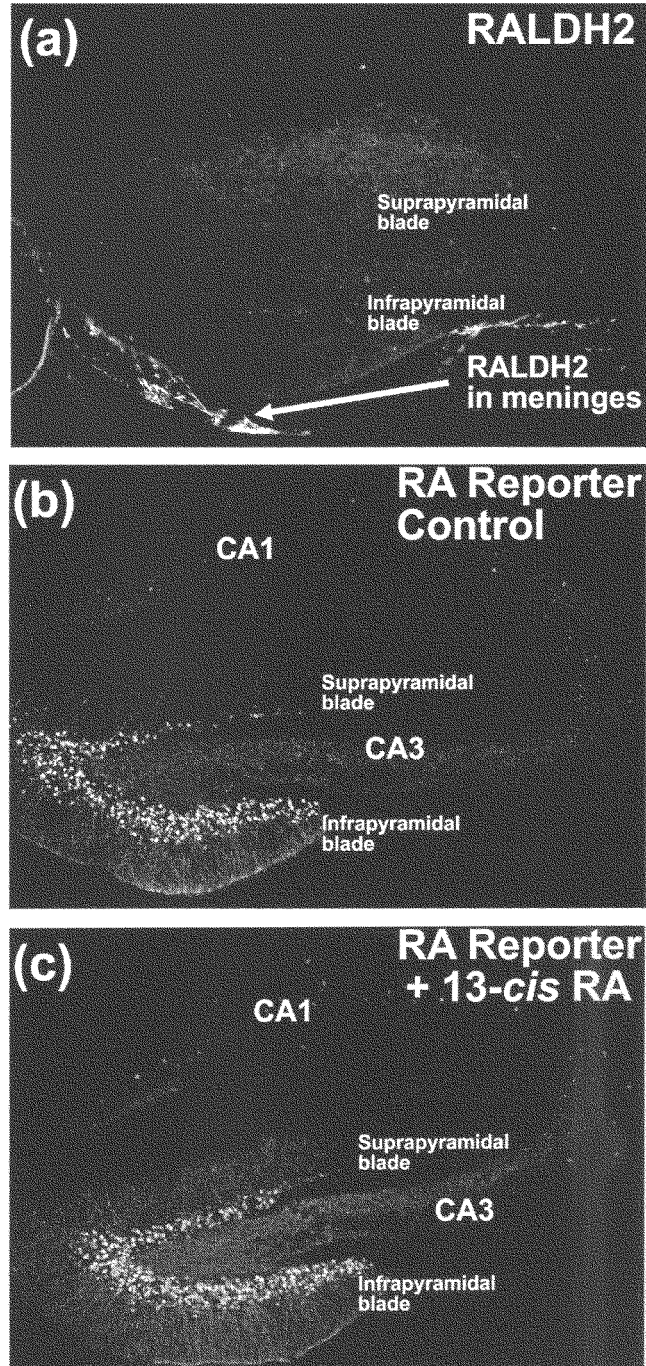 (a)
RALDH2
Suprapyramidal
blade
Infrapyramidal
blade
RALDH2
in meninges
(b)
RA Reporter
Control
CA1
Suprapyramidal
blade
CA3
Infrapyramidal
blade
(c)
RA Reporter
+ 13-cis RA
CA1
Suprapyramidal
blade
CA3
Infrapyramidal
blade